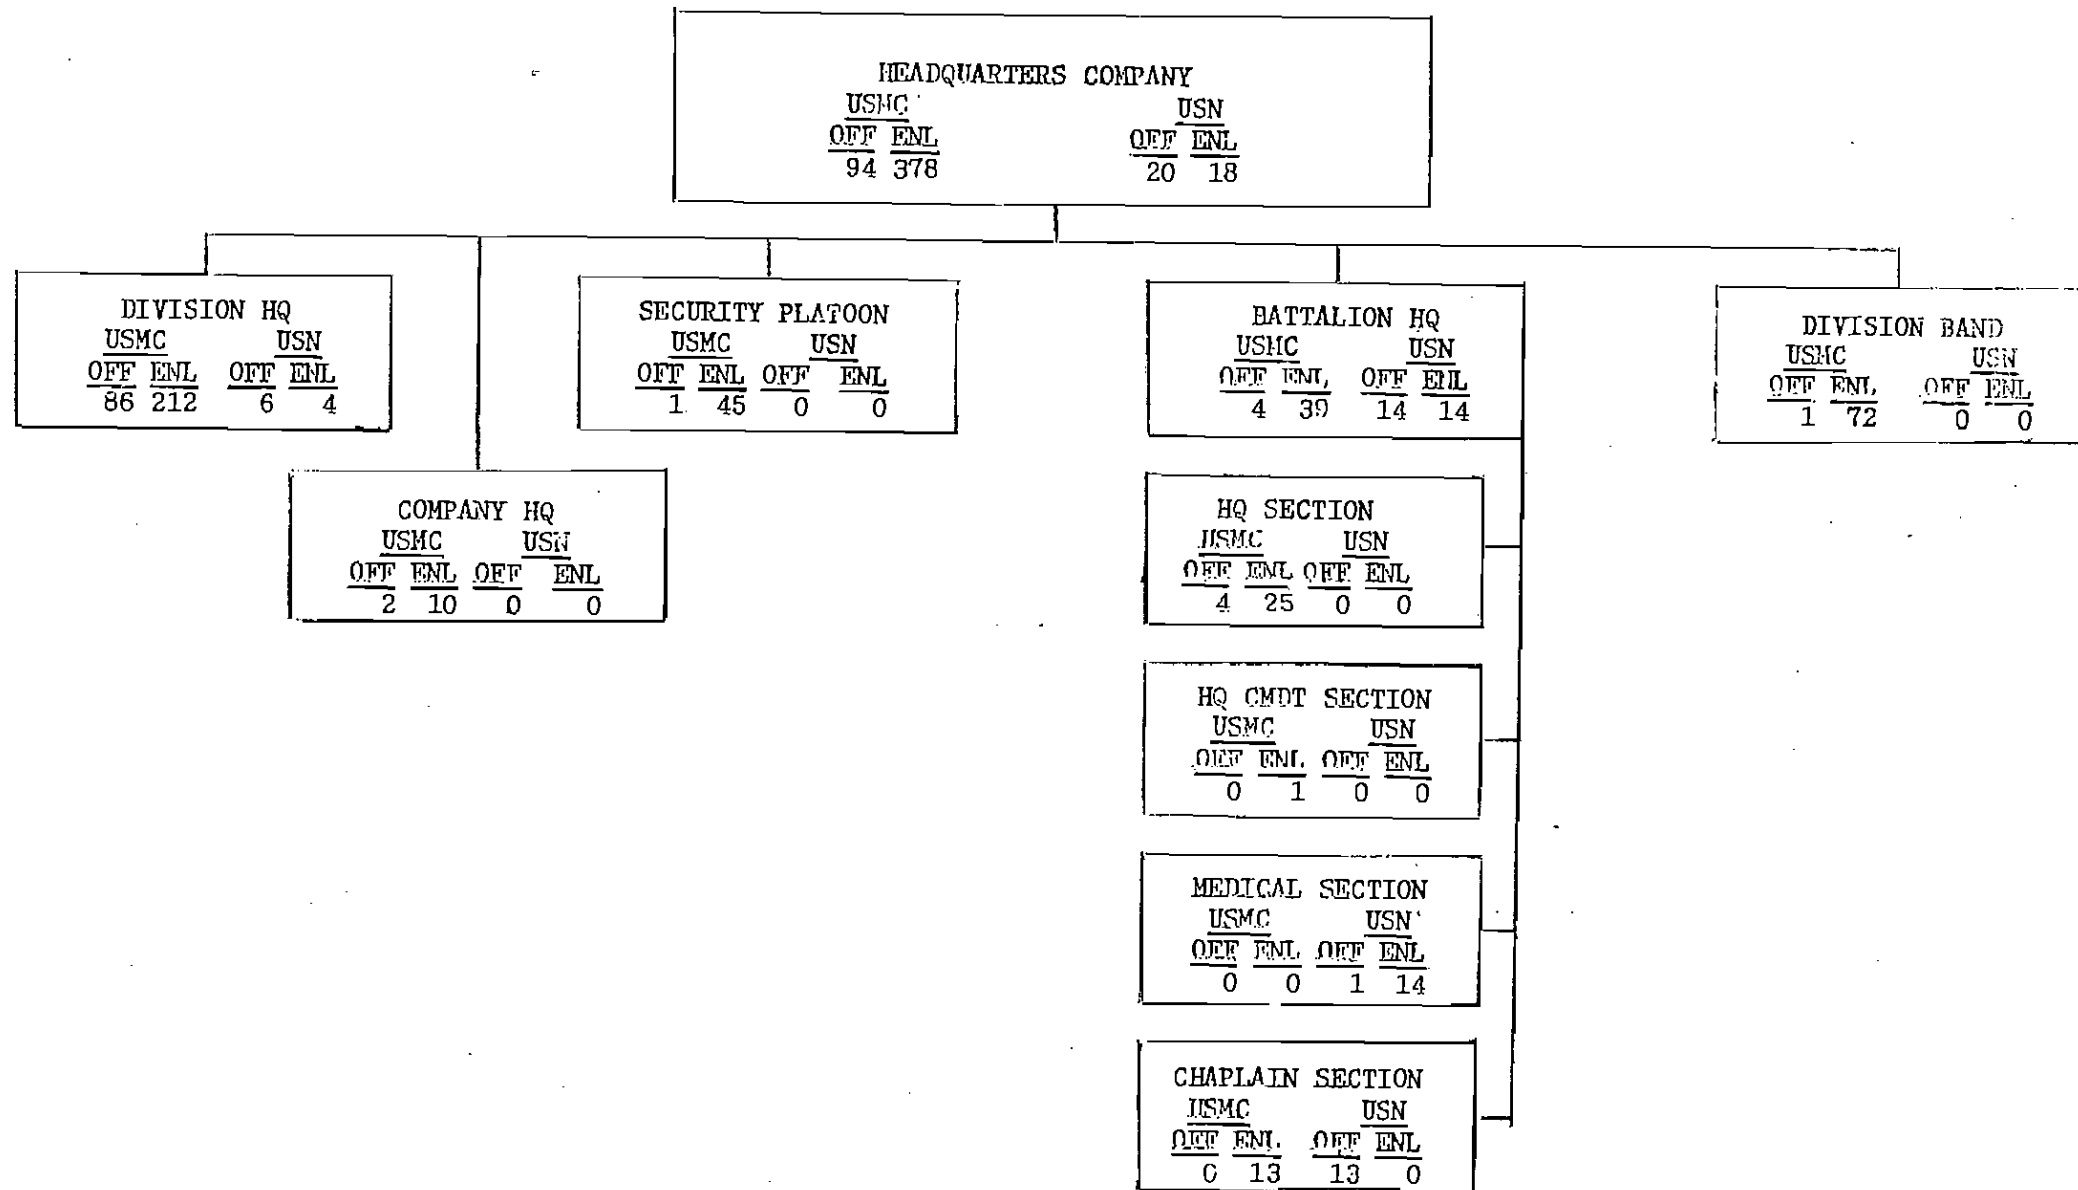 HEADQUARTERS COMPANY
USMC USN
OFF ENL OFF ENL
94 378 20 18
DIVISION HQ
USMC USN
OFF ENL OFF ENL
86 212 6 4
COMPANY HQ
USMC USN
OFF ENL OFF ENL
2 10 0 0
SECURITY PLATOON
USMC USN
OFF ENL OFF ENL
1 45 0 0
BATTALION HQ
USMC USN
OFF ENL OFF ENL
4 39 14 14
HQ SECTION
USMC USN
OFF ENL OFF ENL
4 25 0 0
HQ CMDT SECTION
USMC USN
OFF ENL OFF ENL
0 1 0 0
MEDICAL SECTION
USMC USN
OFF ENL OFF ENL
0 0 1 14
CHAPLAIN SECTION
USMC USN
OFF ENL OFF ENL
0 13 13 0
DIVISION BAND
USMC USN
OFF ENL OFF ENL
1 72 0 0